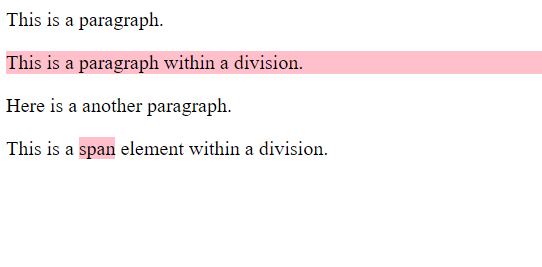 This is a paragraph.
This is a paragraph within a division.
Here is a another paragraph.
This is a span element within a division.